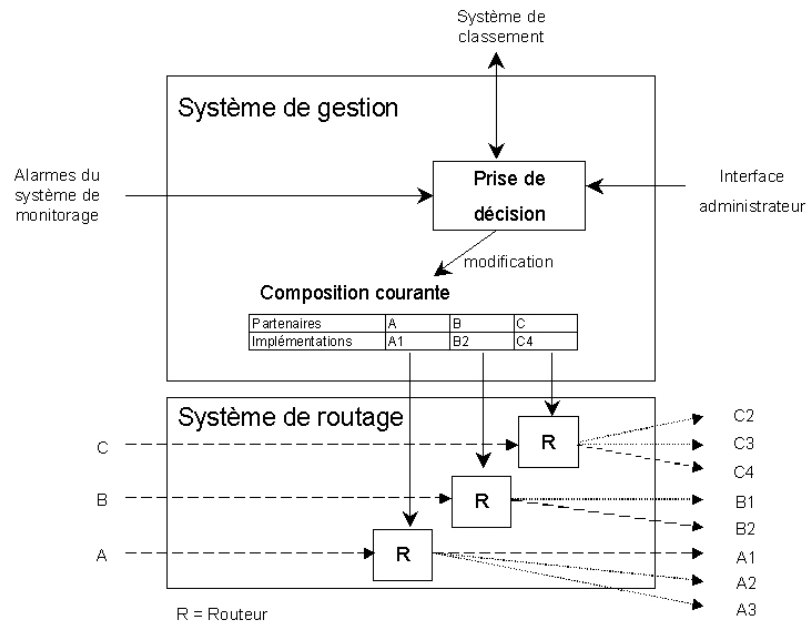 Système de
classement
Système de gestion
Alarmes du
système de
monitorage
Prise de
décision
Interface
administrateur
modification
Composition courante
Partenaires A B C
Implémentations A1 B2 C4
Système de routage
C R C2
C3
C4
B R B1
B2
A R A1
A2
A3
R = Routeur